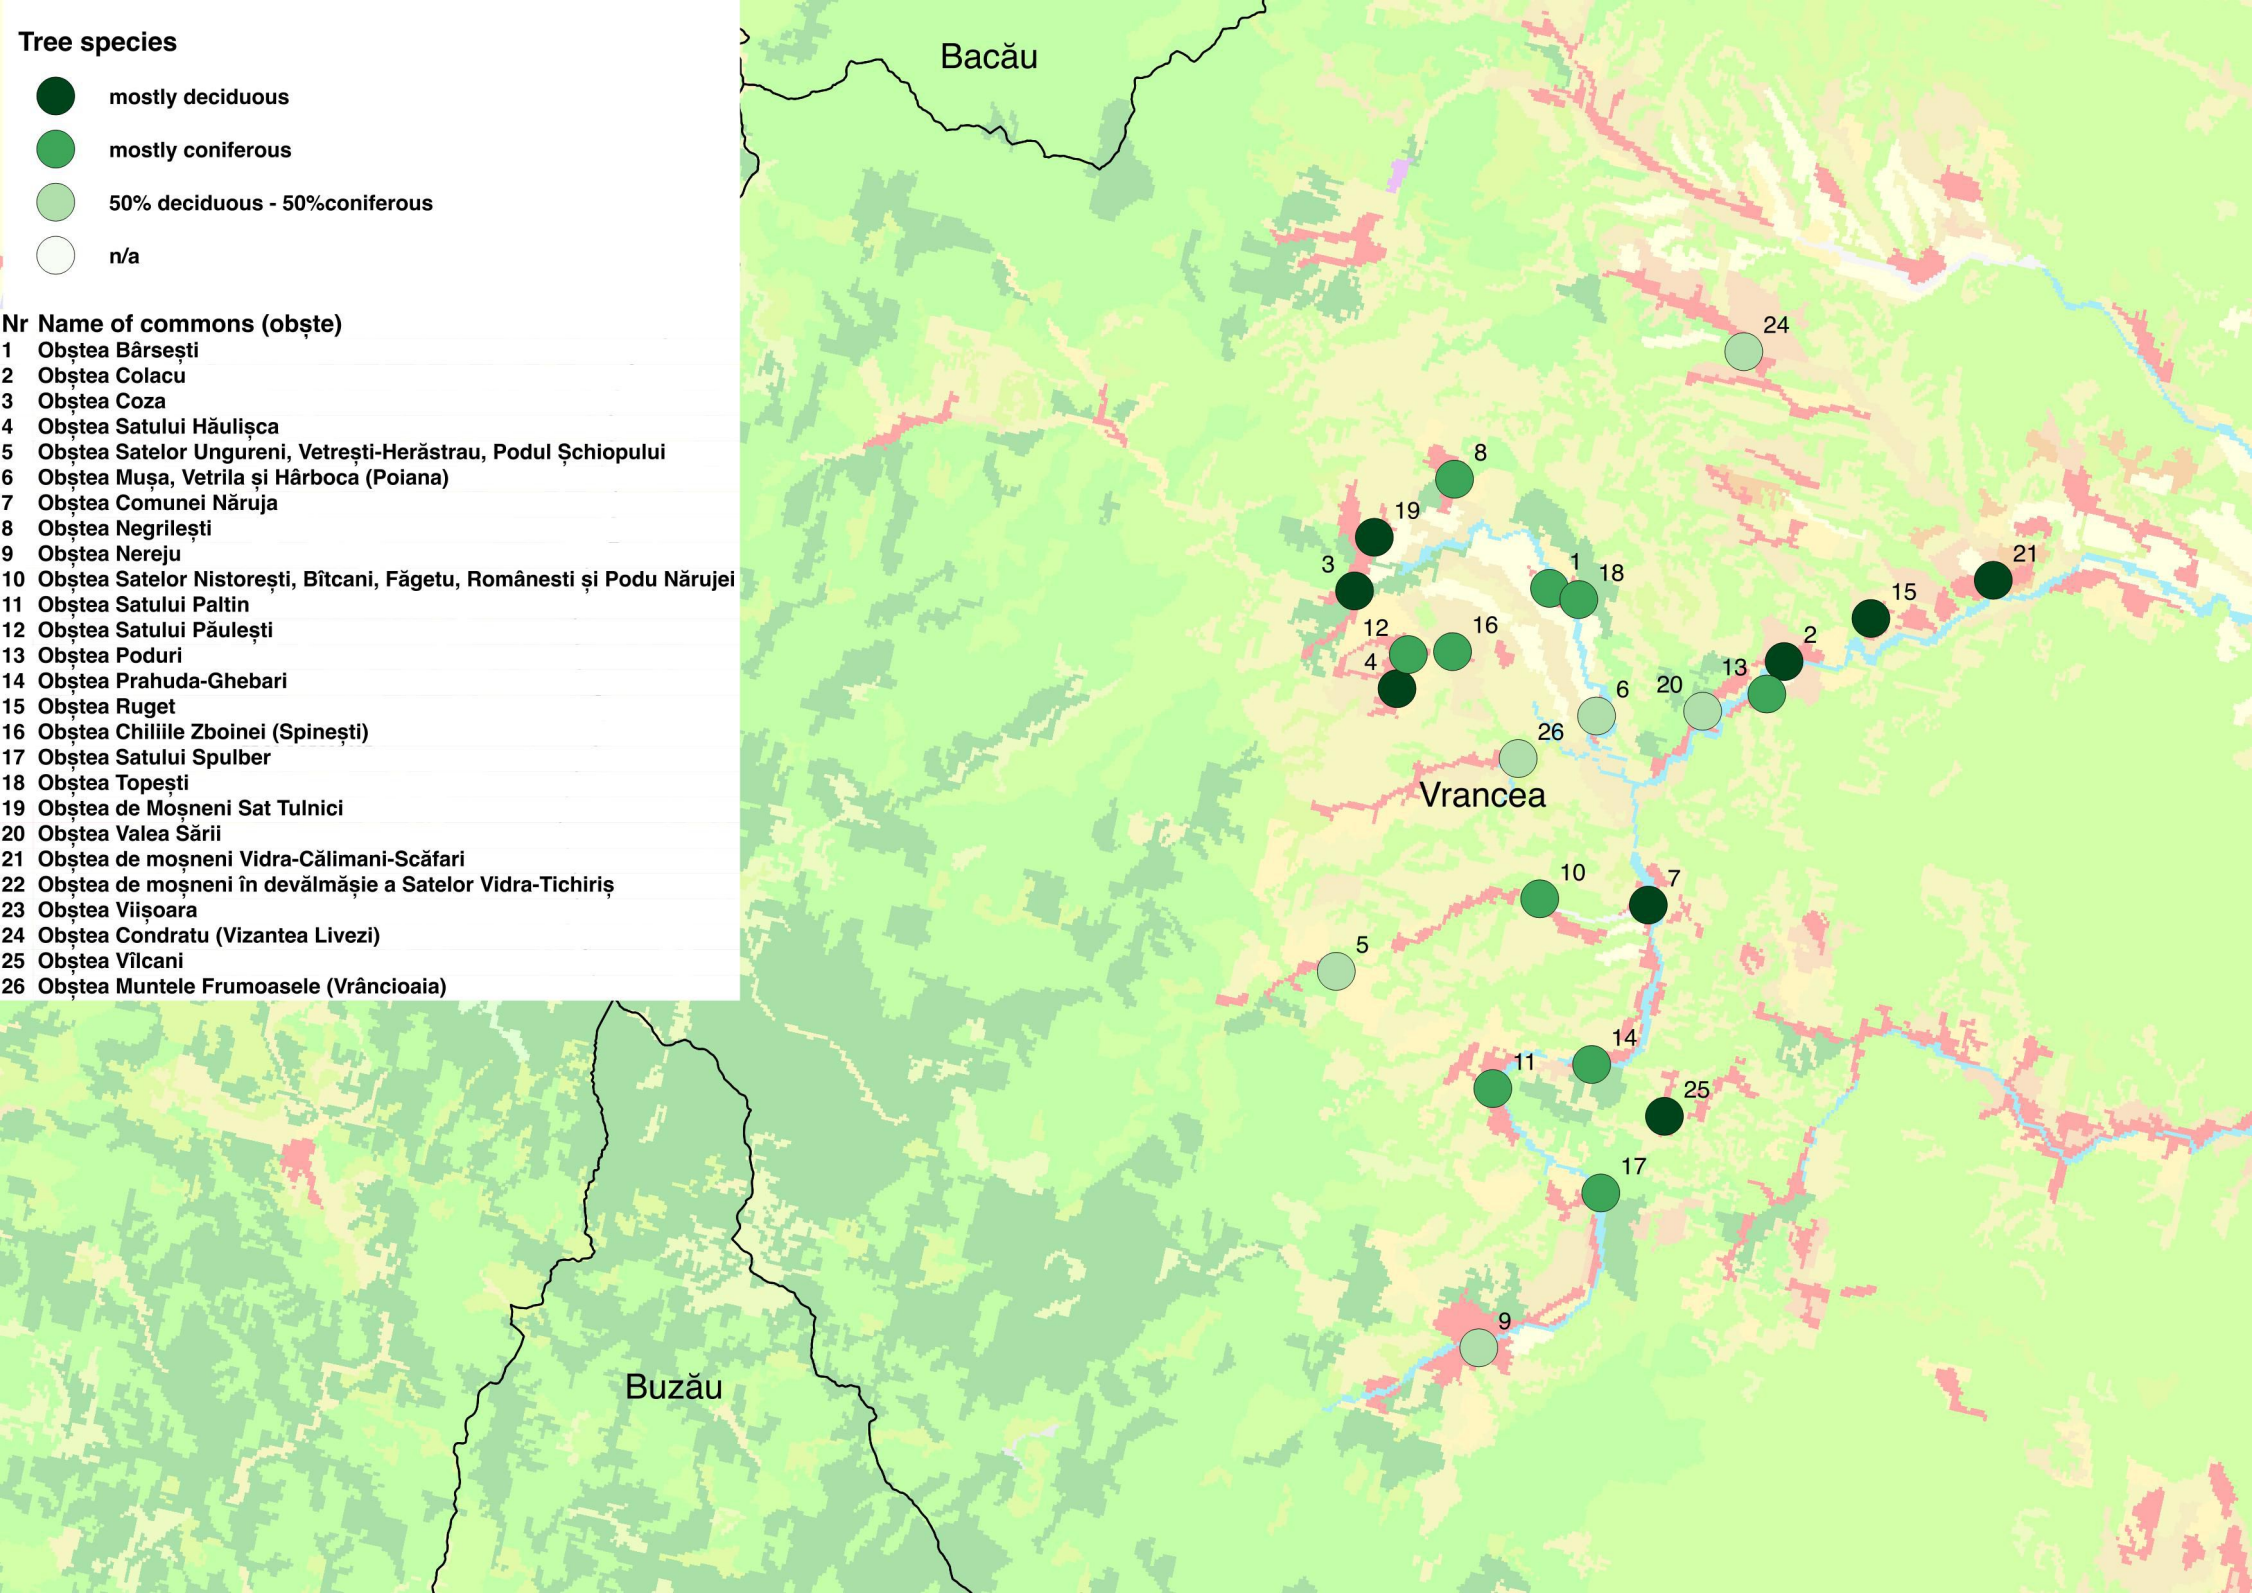 Tree species
mostly deciduous
mostly coniferous
50% deciduous - 50%coniferous
n/a
Nr Name of commons (obște)
1 Obștea Bârsești
2 Obștea Colacu
3 Obștea Coza
4 Obștea Satului Hăulișca
5 Obștea Satelor Ungureni, Vetrești-Herăstrau, Podul Șchiopului
6 Obștea Mușa, Vetrila și Hârboca (Poiana)
7 Obștea Comunei Năruja
8 Obștea Negrilești
9 Obștea Nereju
10 Obștea Satelor Nistorești, Bîtcani, Făgetu, Românesti și Podu Nărujei
11 Obștea Satului Paltin
12 Obștea Satului Păulești
13 Obștea Poduri
14 Obștea Prahuda-Ghebari
15 Obștea Ruget
16 Obștea Chiliile Zboinei (Spinești)
17 Obștea Satului Spulber
18 Obștea Topești
19 Obștea de Moșneni Sat Tulnici
20 Obștea Valea Sării
21 Obștea de moșneni Vidra-Călimani-Scăfari
22 Obștea de moșneni în devălmășie a Satelor Vidra-Tichiriș
23 Obștea Viișoara
24 Obștea Condratu (Vizantea Livezi)
25 Obștea Vîlcani
26 Obștea Muntele Frumoasele (Vrâncioaia)
Bacău
24
8
19
3
1
18
21
15
12
16
2
4
13
6
20
26
Vrancea
10
7
5
14
11
25
17
9
Buzău